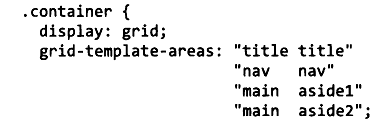 .container {
  display: grid;
  grid-template-areas: "title title"
                       "nav   nav"
                       "main  aside1"
                       "main  aside2";